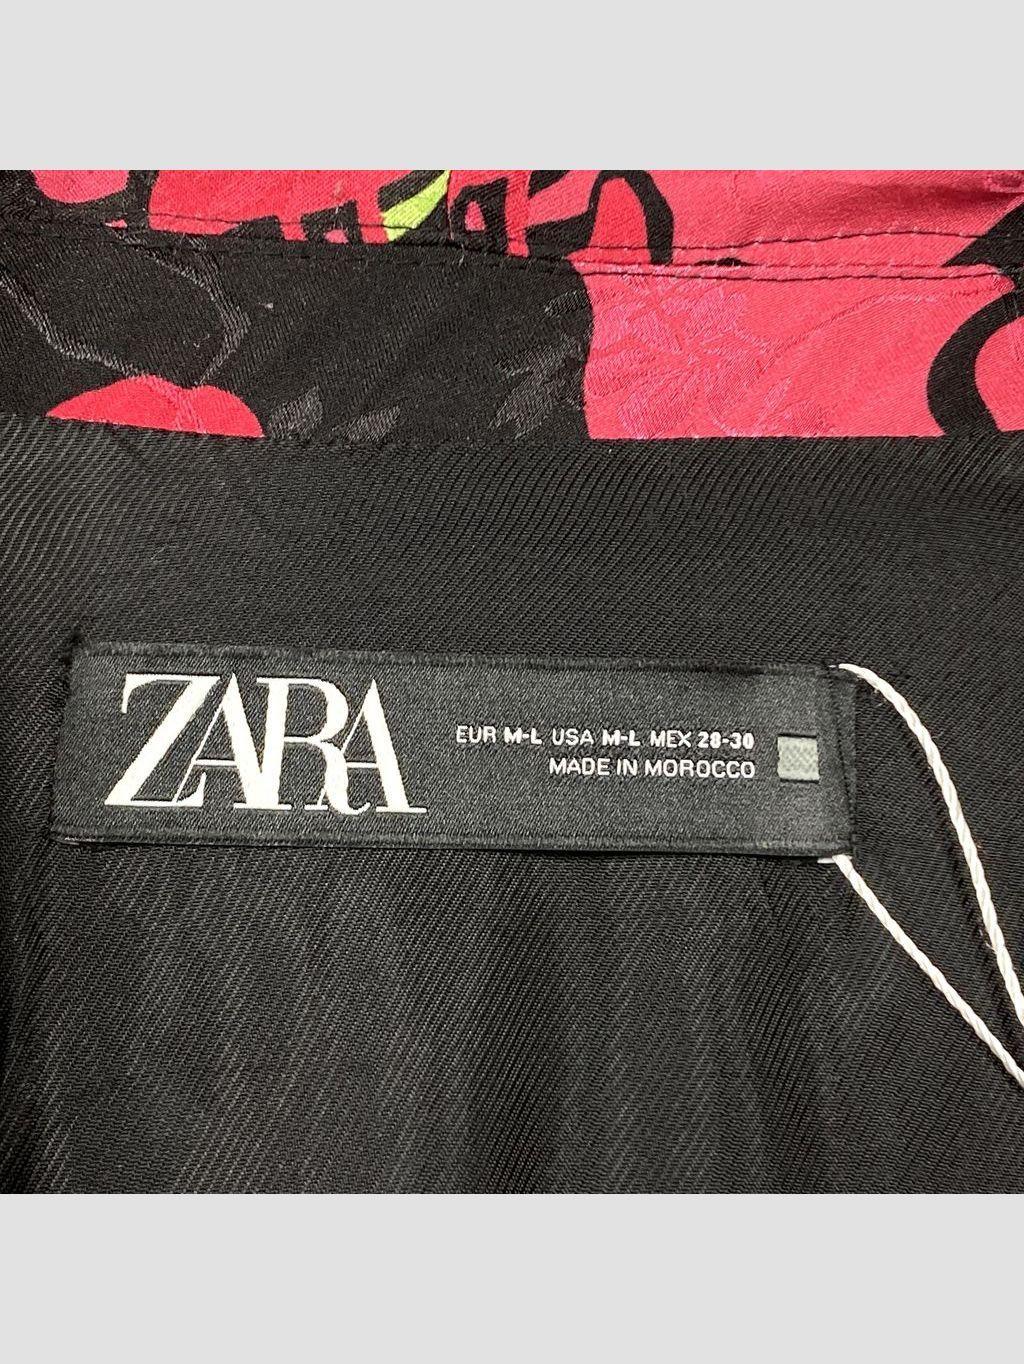 ZARA
EUR M-L USA M-L MEX 28-30
MADE IN MOROCCO